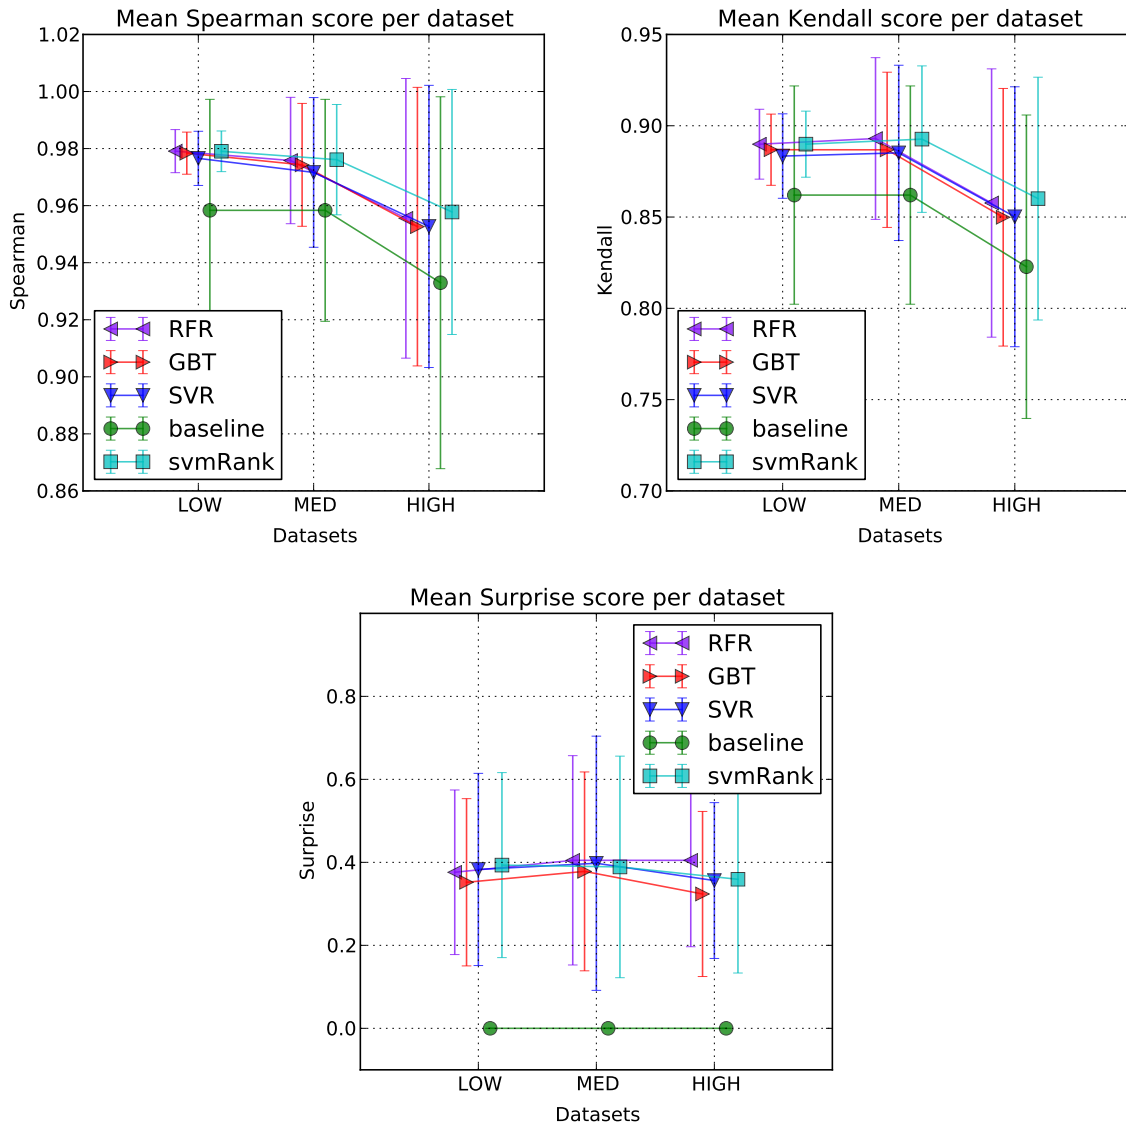 Mean Spearman score per dataset
1.02
1.00
0.98
0.96
0.94
0.92
0.90
0.88
0.86
Spearman
RFR
GBT
SVR
baseline
svmRank
LOW MED HIGH
Datasets
Mean Kendall score per dataset
0.95
0.90
0.85
0.80
0.75
0.70
Kendall
RFR
GBT
SVR
baseline
svmRank
LOW MED HIGH
Datasets
Mean Surprise score per dataset
0.8
0.6
0.4
0.2
0.0
Surprise
RFR
GBT
SVR
baseline
svmRank
LOW MED HIGH
Datasets